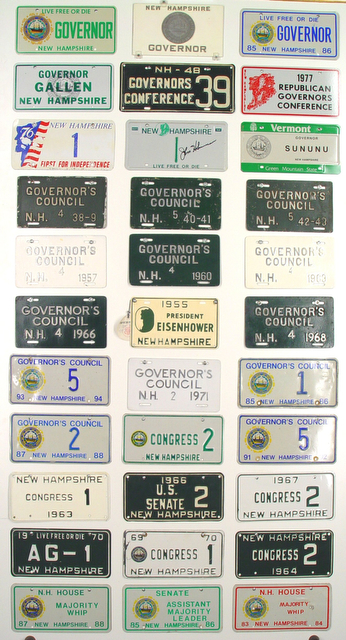 LIVE FREE OR DIE
GOVERNOR
NEW HAMPSHIRE
NEW HAMPSHIRE
GOVERNOR
LIVE FREE OR DIE
GOVERNOR
85 NEW HAMPSHIRE 86
GOVERNOR
GALLEN
NEW HAMPSHIRE
NH-48
GOVERNORS
CONFERENCE 39
1977
REPUBLICAN
GOVERNORS
CONFERENCE
76 NEW HAMPSHIRE
1
FIRST FOR INDEPENDENCE
NEW HAMPSHIRE
1
LIVE FREE OR DIE
Vermont
GOVERNOR
SUNUNU
NEW HAMPSHIRE
Green Mountain State
GOVERNOR'S
COUNCIL
N.H. 4 38-9
GOVERNOR'S
COUNCIL
N.H. 5 40-41
GOVERNOR'S
COUNCIL
N.H. 5 42-43
GOVERNOR'S
COUNCIL
N.H. 4 1957
GOVERNOR'S
COUNCIL
N.H. 4 1960
GOVERNOR'S
COUNCIL
N.H. 4
GOVERNOR'S
COUNCIL
N.H. 4 1966
1955
PRESIDENT
EISENHOWER
NEW HAMPSHIRE
GOVERNOR'S
COUNCIL
N.H. 4 1968
GOVERNOR'S COUNCIL
5
93 NEW HAMPSHIRE 94
GOVERNOR'S
COUNCIL
N.H. 2 1971
GOVERNOR'S COUNCIL
1
85 NEW HAMPSHIRE 86
GOVERNOR'S COUNCIL
2
87 NEW HAMPSHIRE 88
CONGRESS 2
NEW HAMPSHIRE
GOVERNOR'S COUNCIL
5
91 NEW HAMPSHIRE
NEW HAMPSHIRE
CONGRESS 1
1963
1966
U.S.
SENATE 2
NEW HAMPSHIRE
1967
CONGRESS 2
NEW HAMPSHIRE
19 LIVE FREE OR DIE 70
AG-1
NEW HAMPSHIRE
69 70
CONGRESS 1
NEW HAMPSHIRE
NEW HAMPSHIRE
CONGRESS 2
1964
N.H. HOUSE
MAJORITY
WHIP
87 NEW HAMPSHIRE 88
SENATE
ASSISTANT
MAJORITY
LEADER
85 NEW HAMPSHIRE 86
N.H. HOUSE
MAJORITY
WHIP
83 NEW HAMPSHIRE 84